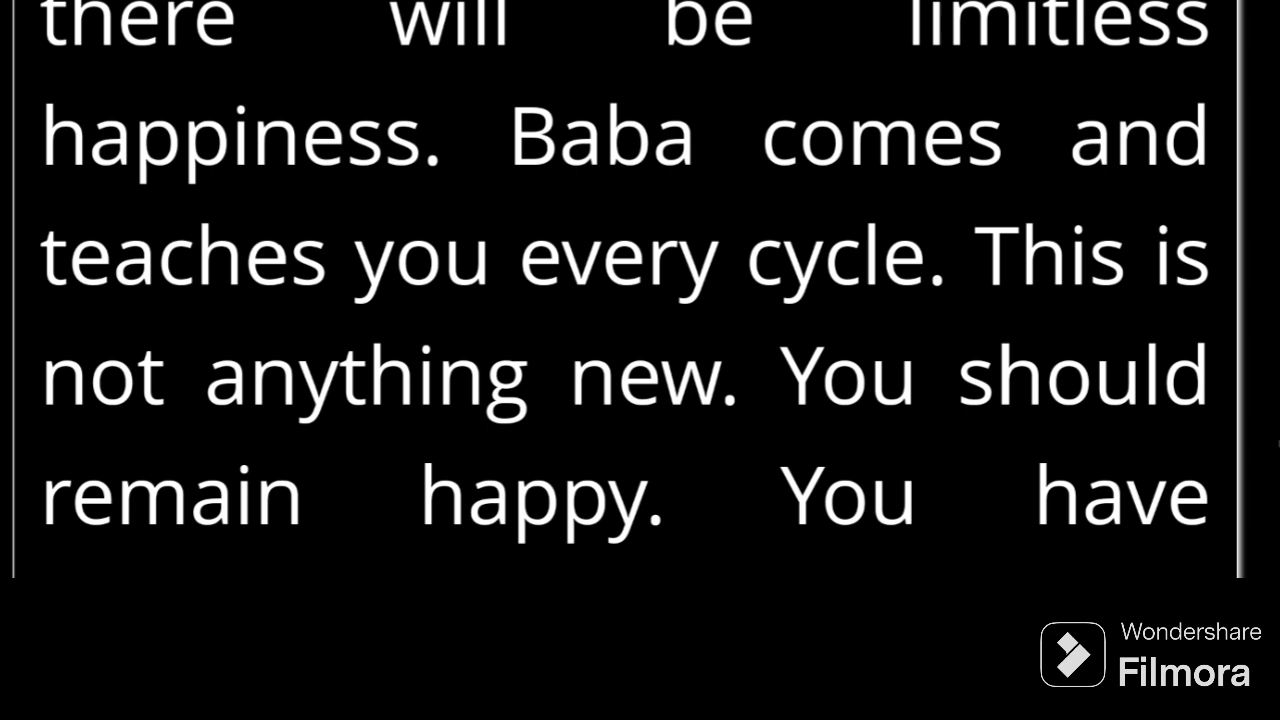 there will be limitless
happiness. Baba comes and
teaches you every cycle. This is
not anything new. You should
remain happy. You have
Wondershare
Filmora